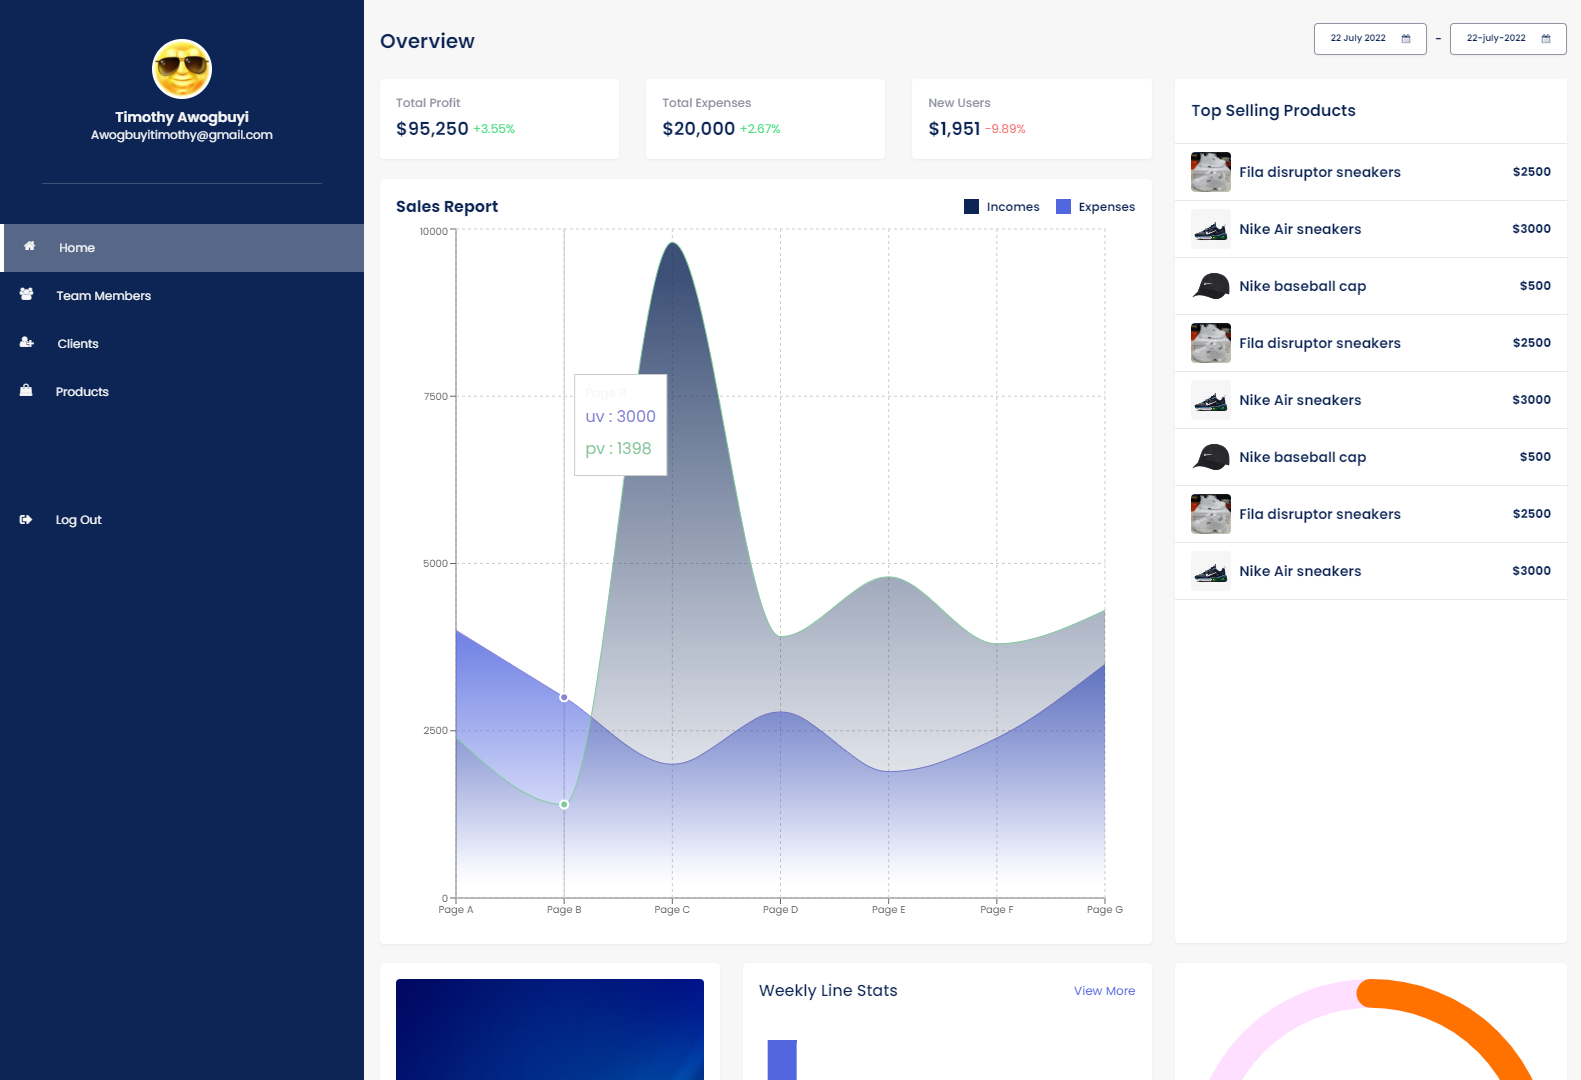 Timothy Awogbuyi
Awogbuyitimothy@gmail.com
Home
Team Members
Clients
Products
Log Out
Overview
22 July 2022
-
22-july-2022
Total Profit
$95,250 +3.55%
Total Expenses
$20,000 +2.67%
New Users
$1,951 -9.89%
Sales Report
Incomes
Expenses
10000
7500
5000
2500
0
Page B
uv : 3000
pv : 1398
Page A
Page B
Page C
Page D
Page E
Page F
Page G
Top Selling Products
Fila disruptor sneakers $2500
Nike Air sneakers $3000
Nike baseball cap $500
Fila disruptor sneakers $2500
Nike Air sneakers $3000
Nike baseball cap $500
Fila disruptor sneakers $2500
Nike Air sneakers $3000
Weekly Line Stats
View More